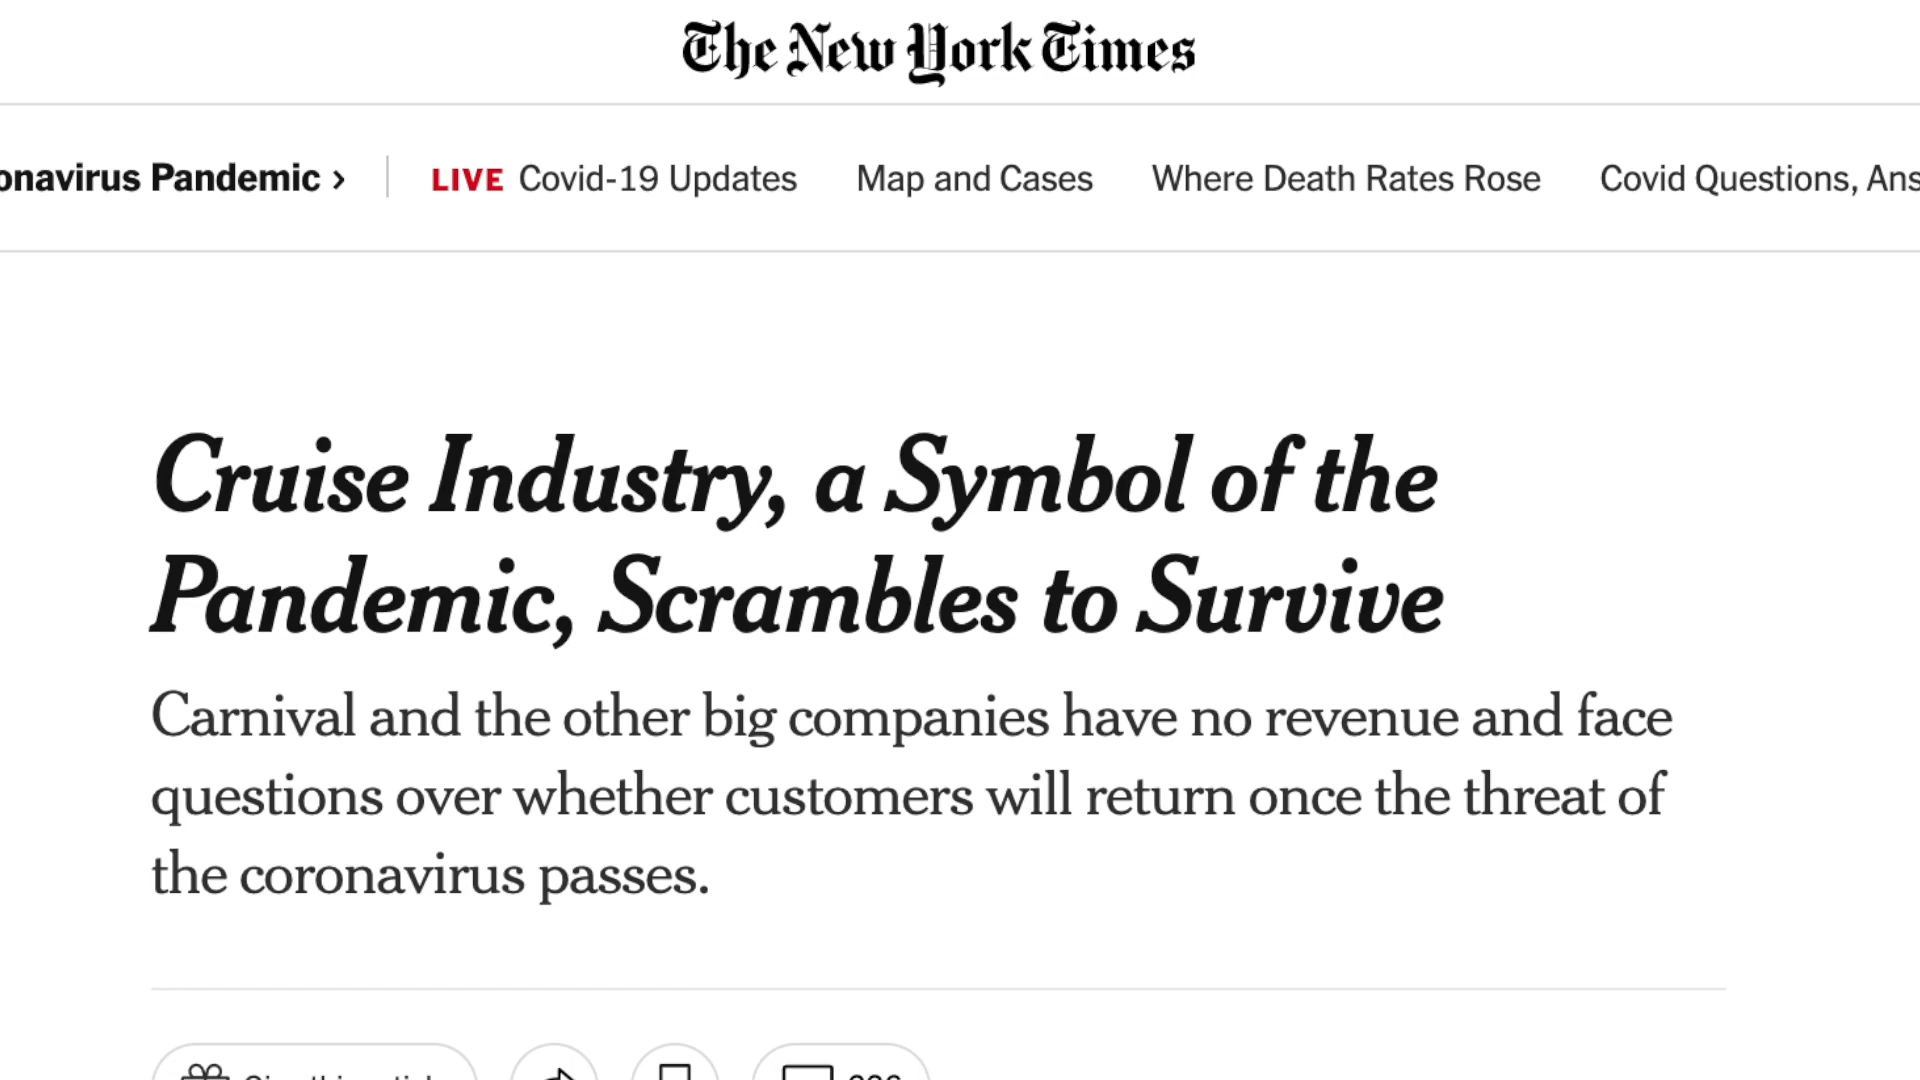 The New York Times
onavirus Pandemic > LIVE Covid-19 Updates Map and Cases Where Death Rates Rose Covid Questions, Ans
Cruise Industry, a Symbol of the
Pandemic, Scrambles to Survive
Carnival and the other big companies have no revenue and face
questions over whether customers will return once the threat of
the coronavirus passes.